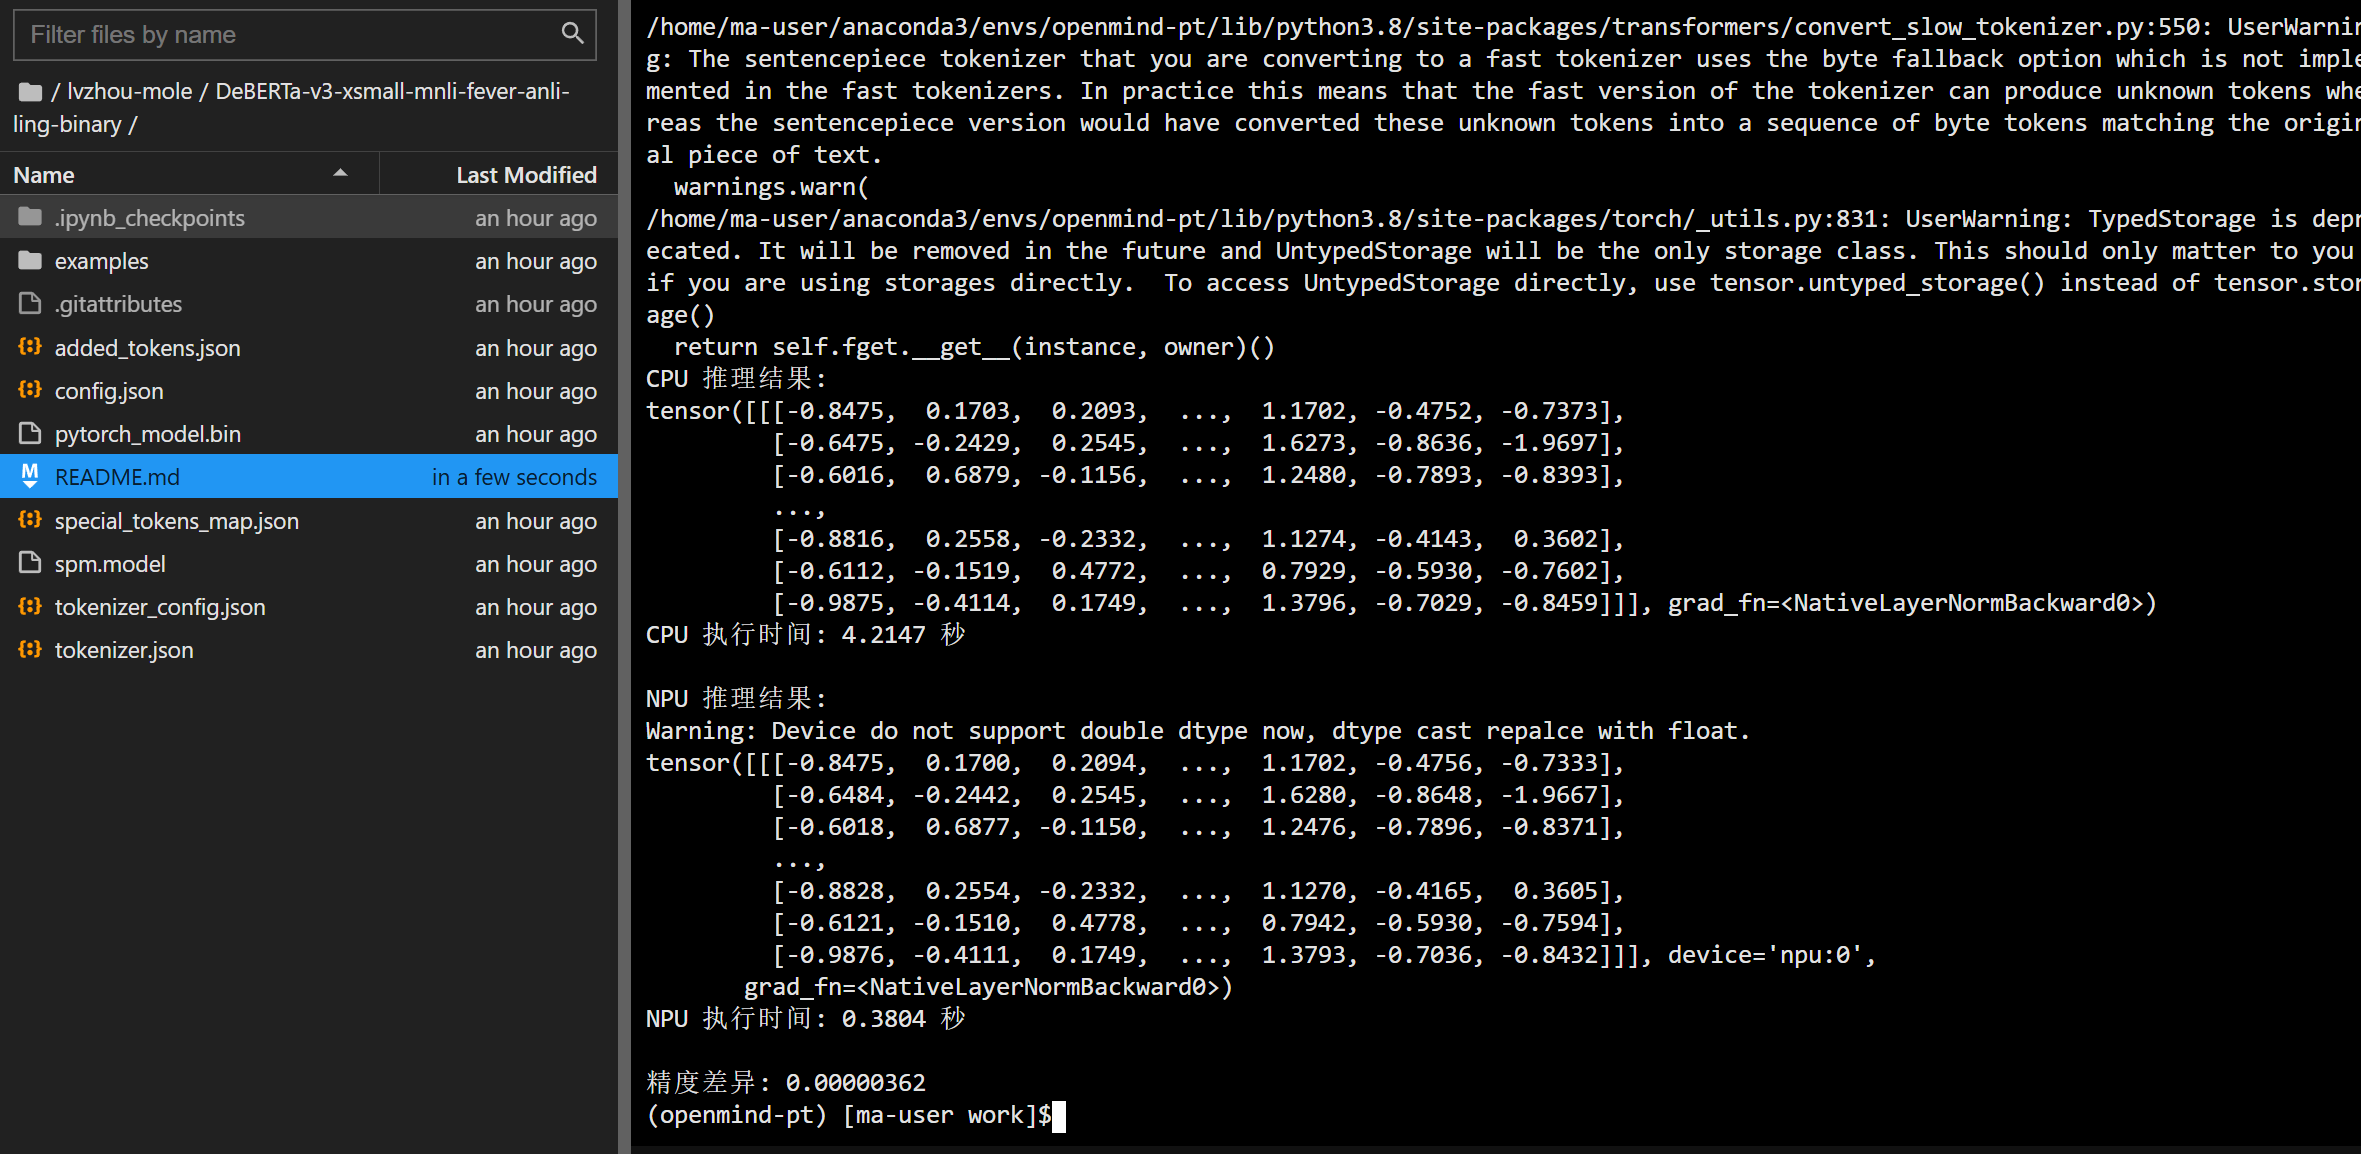 Filter files by name
/ lvzhou-mole / DeBERTa-v3-xsmall-mnli-fever-anli-
ling-binary /
Name Last Modified
.ipynb_checkpoints an hour ago
examples an hour ago
.gitattributes an hour ago
added_tokens.json an hour ago
config.json an hour ago
pytorch_model.bin an hour ago
README.md in a few seconds
special_tokens_map.json an hour ago
spm.model an hour ago
tokenizer_config.json an hour ago
tokenizer.json an hour ago
/home/ma-user/anaconda3/envs/openmind-pt/lib/python3.8/site-packages/transformers/convert_slow_tokenizer.py:550: UserWarnin
g: The sentencepiece tokenizer that you are converting to a fast tokenizer uses the byte fallback option which is not imple
mented in the fast tokenizers. In practice this means that the fast version of the tokenizer can produce unknown tokens whe
reas the sentencepiece version would have converted these unknown tokens into a sequence of byte tokens matching the origin
al piece of text.
  warnings.warn(
/home/ma-user/anaconda3/envs/openmind-pt/lib/python3.8/site-packages/torch/_utils.py:831: UserWarning: TypedStorage is depr
ecated. It will be removed in the future and UntypedStorage will be the only storage class. This should only matter to you
if you are using storages directly.  To access UntypedStorage directly, use tensor.untyped_storage() instead of tensor.stor
age()
  return self.fget.__get__(instance, owner)()
CPU 推理结果:
tensor([[[-0.8475,  0.1703,  0.2093,  ...,  1.1702, -0.4752, -0.7373],
         [-0.6475, -0.2429,  0.2545,  ...,  1.6273, -0.8636, -1.9697],
         [-0.6016,  0.6879, -0.1156,  ...,  1.2480, -0.7893, -0.8393],
         ...,
         [-0.8816,  0.2558, -0.2332,  ...,  1.1274, -0.4143,  0.3602],
         [-0.6112, -0.1519,  0.4772,  ...,  0.7929, -0.5930, -0.7602],
         [-0.9875, -0.4114,  0.1749,  ...,  1.3796, -0.7029, -0.8459]]], grad_fn=<NativeLayerNormBackward0>)
CPU 执行时间: 4.2147 秒
NPU 推理结果:
Warning: Device do not support double dtype now, dtype cast repalce with float.
tensor([[[-0.8475,  0.1700,  0.2094,  ...,  1.1702, -0.4756, -0.7333],
         [-0.6484, -0.2442,  0.2545,  ...,  1.6280, -0.8648, -1.9667],
         [-0.6018,  0.6877, -0.1150,  ...,  1.2476, -0.7896, -0.8371],
         ...,
         [-0.8828,  0.2554, -0.2332,  ...,  1.1270, -0.4165,  0.3605],
         [-0.6121, -0.1510,  0.4778,  ...,  0.7942, -0.5930, -0.7594],
         [-0.9876, -0.4111,  0.1749,  ...,  1.3793, -0.7036, -0.8432]]], device='npu:0',
       grad_fn=<NativeLayerNormBackward0>)
NPU 执行时间: 0.3804 秒
精度差异: 0.00000362
(openmind-pt) [ma-user work]$